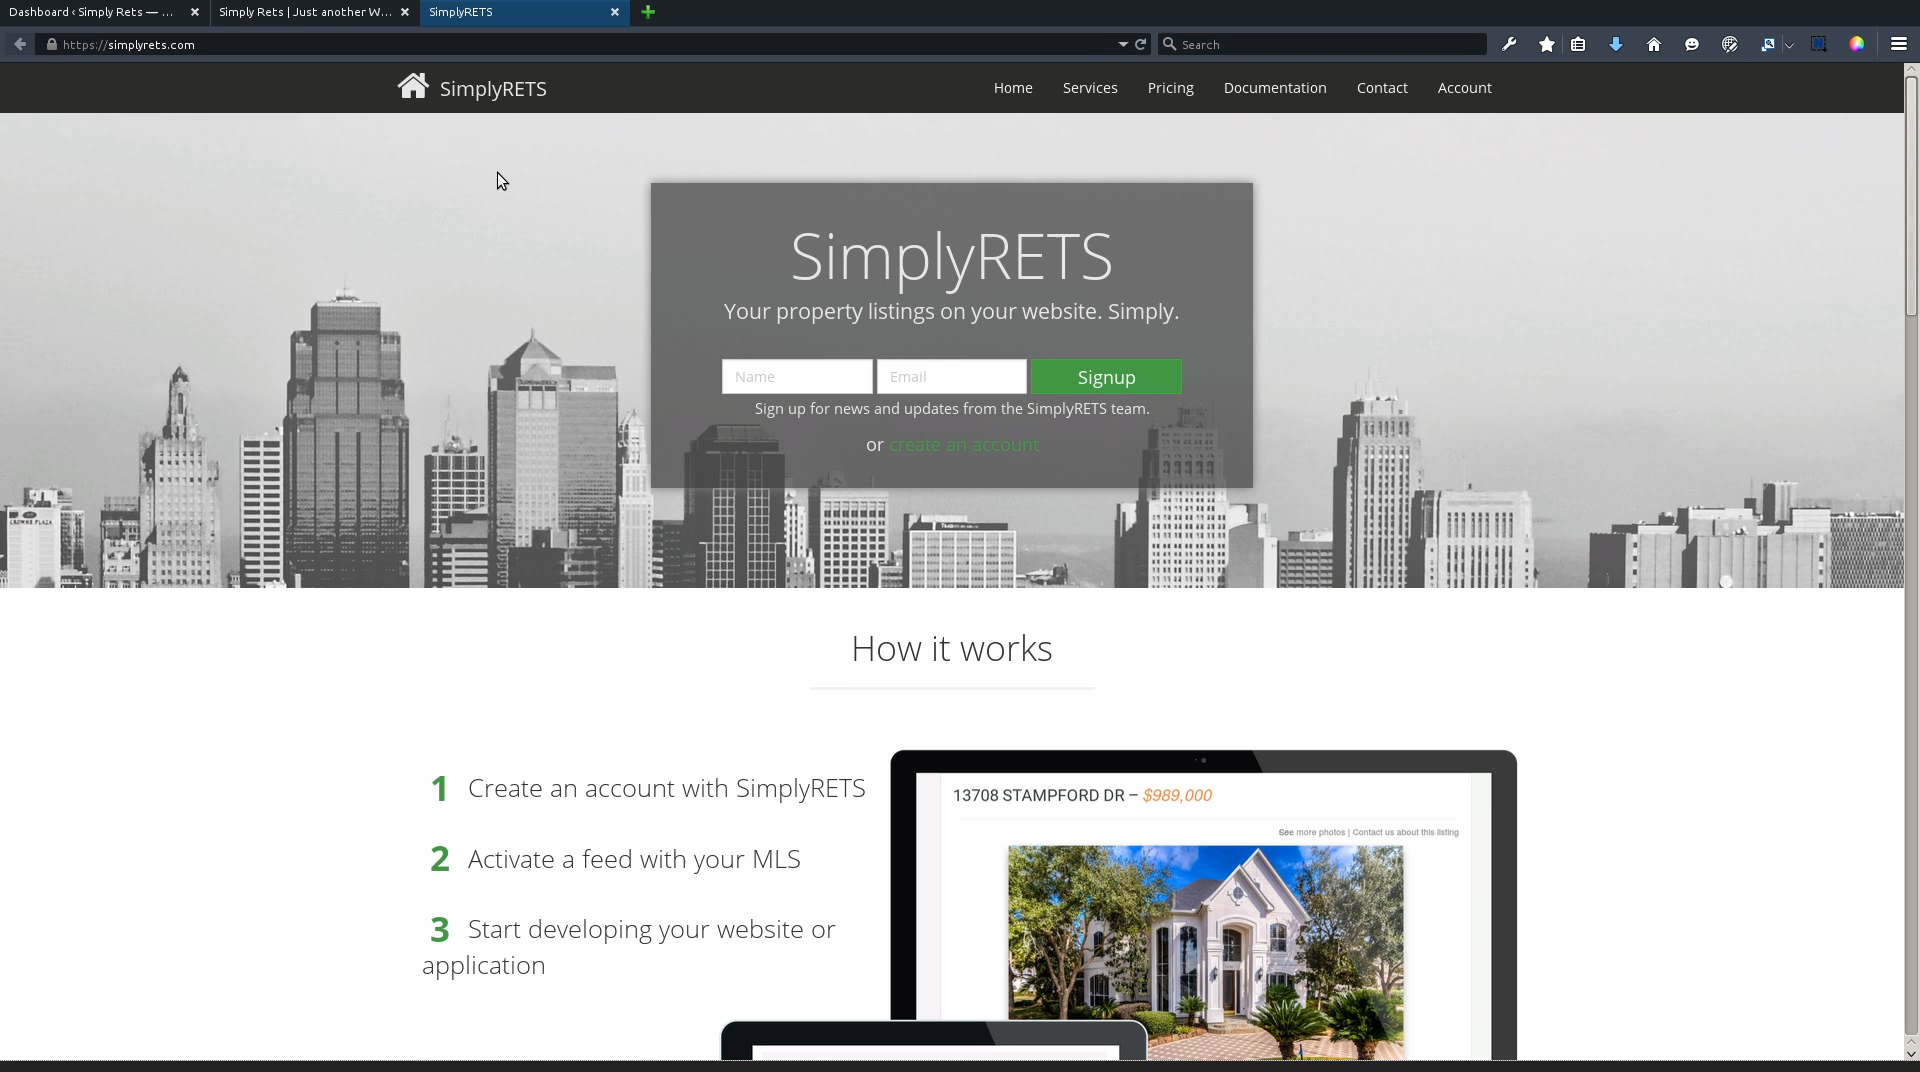 Dashboard ‹ Simply Rets — ...
Simply Rets | Just another W...
SimplyRETS
https://simplyrets.com
Search
SimplyRETS
Home
Services
Pricing
Documentation
Contact
Account
SimplyRETS
Your property listings on your website. Simply.
Name
Email
Signup
Sign up for news and updates from the SimplyRETS team.
or create an account
CROWNE PLAZA
How it works
1 Create an account with SimplyRETS
2 Activate a feed with your MLS
3 Start developing your website or
application
13708 STAMPFORD DR – $989,000
See more photos | Contact us about this listing